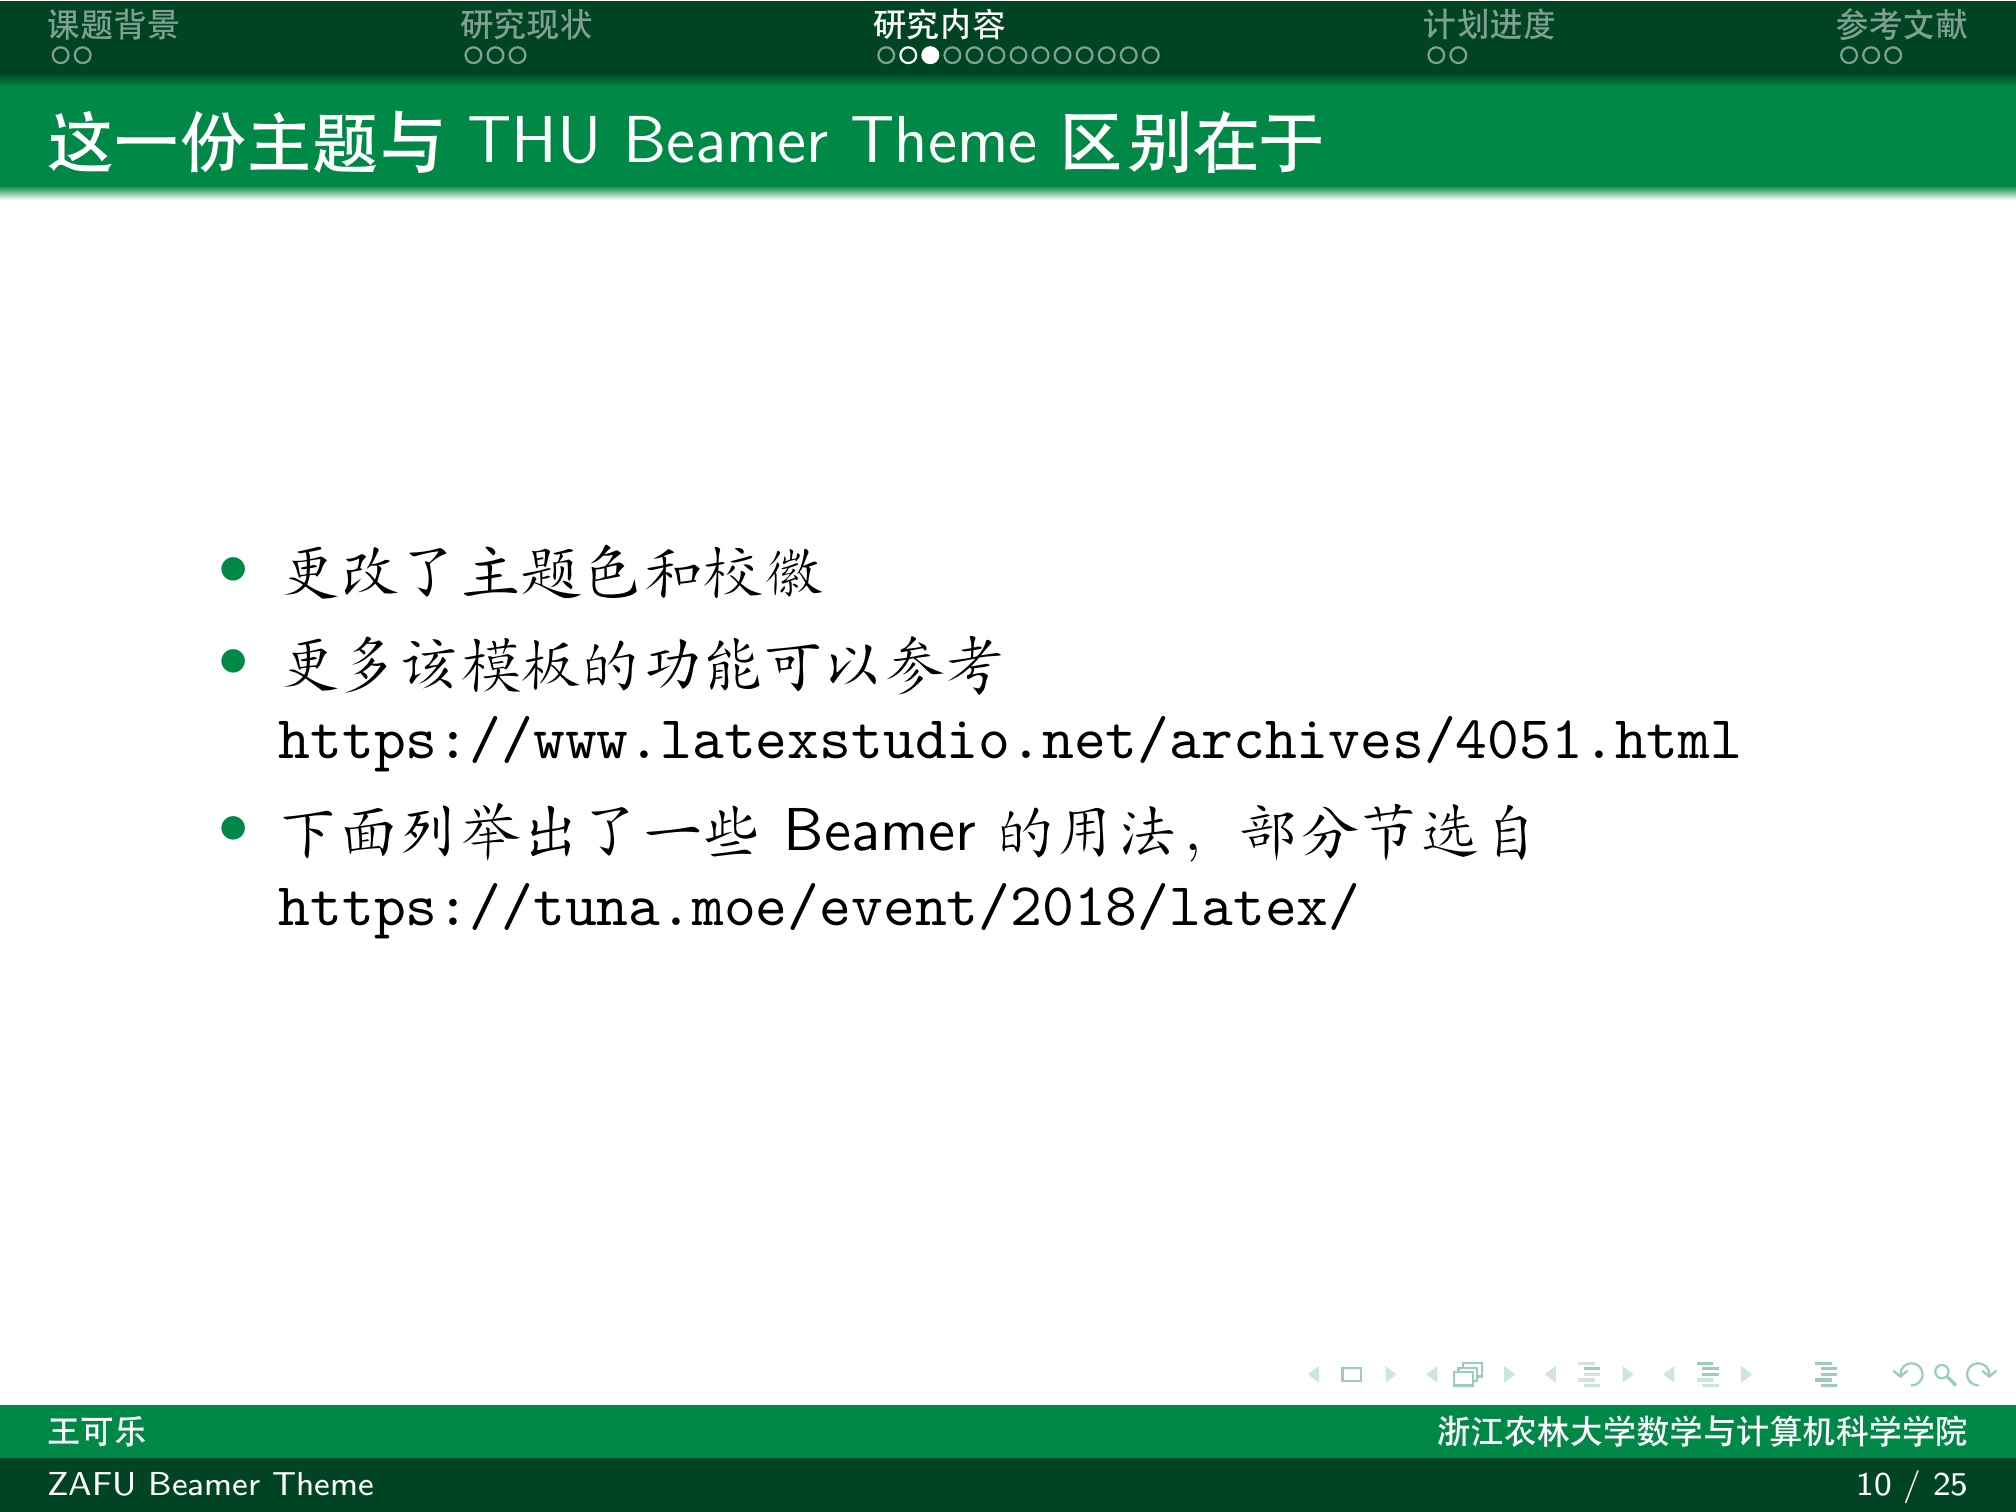 课题背景 研究现状 研究内容 计划进度 参考文献
这一份主题与 THU Beamer Theme 区别在于
• 更改了主题色和校徽
• 更多该模板的功能可以参考
https://www.latexstudio.net/archives/4051.html
• 下面列举出了一些 Beamer 的用法，部分节选自
https://tuna.moe/event/2018/latex/
王可乐 浙江农林大学数学与计算机科学学院
ZAFU Beamer Theme 10 / 25